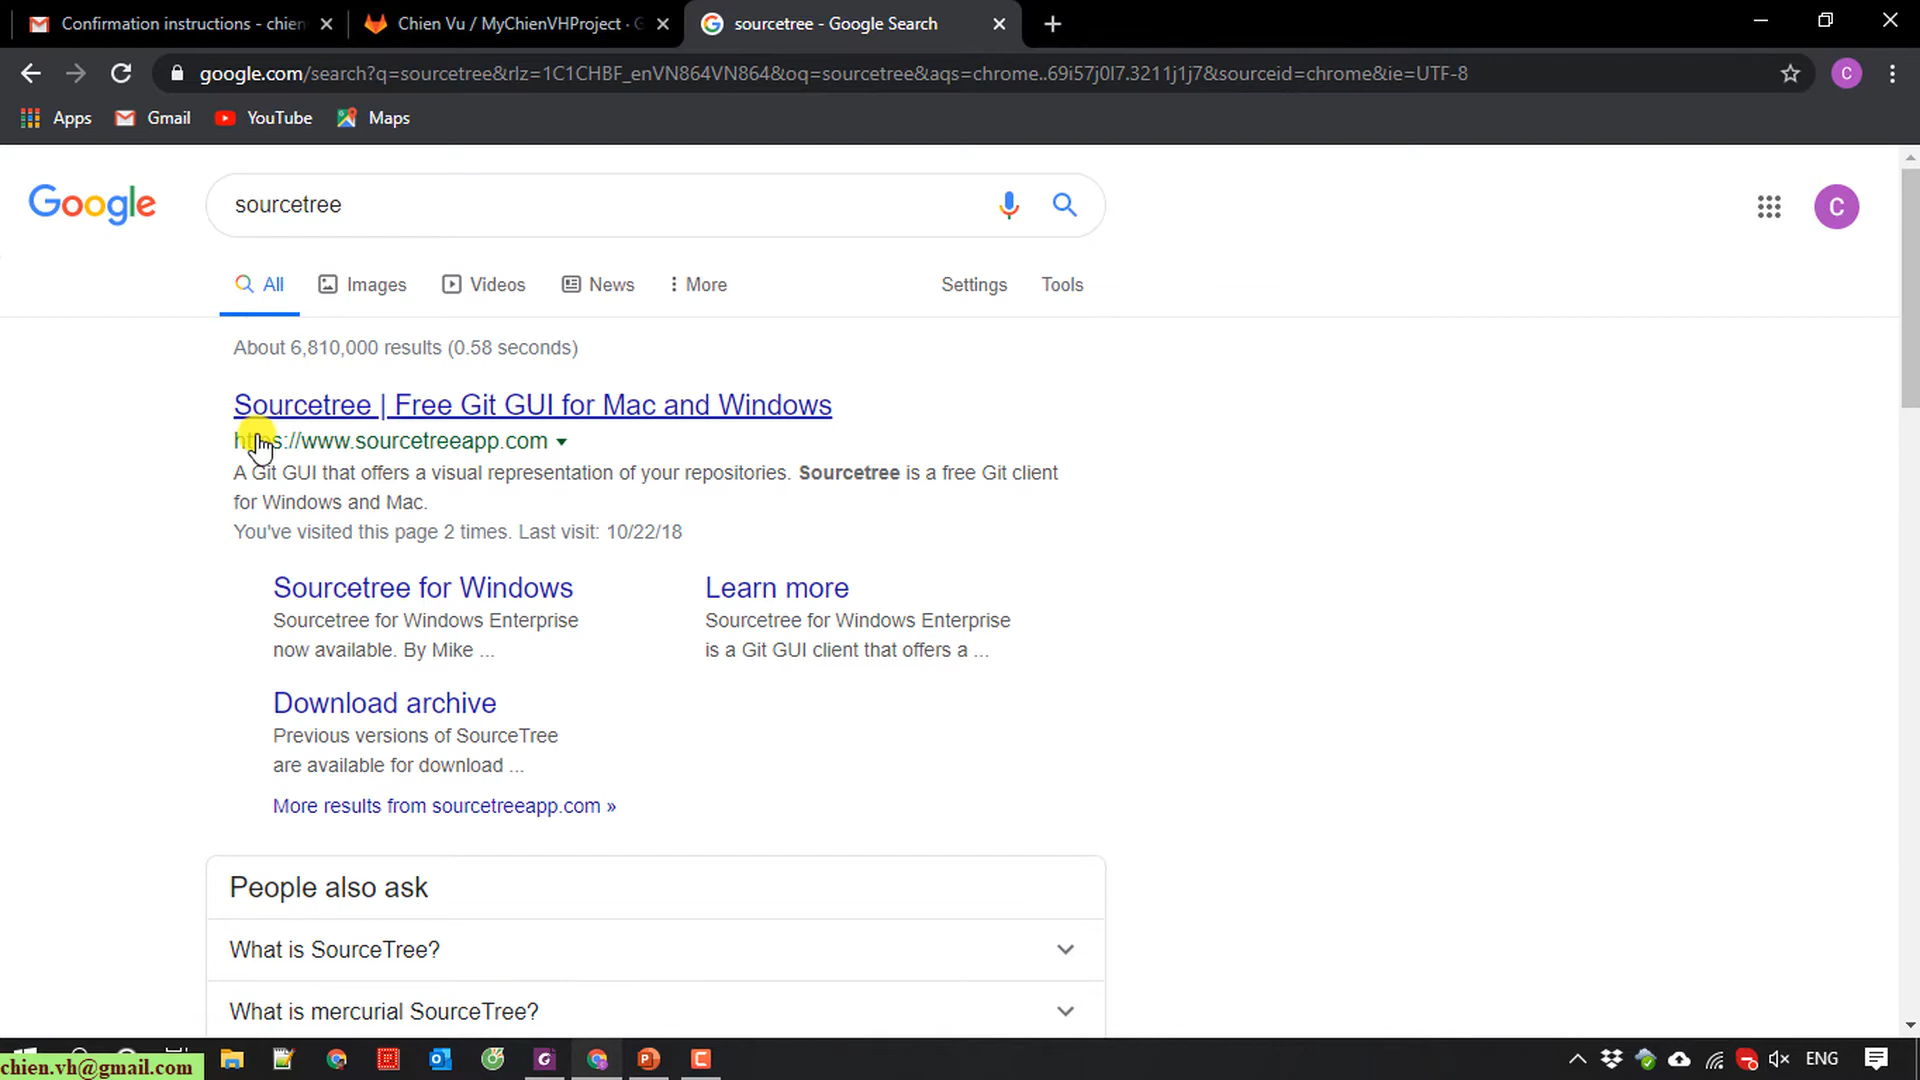 Confirmation instructions - chien
Chien Vu / MyChienVHProject · G
sourcetree - Google Search
google.com/search?q=sourcetree&rlz=1C1CHBF_enVN864VN864&oq=sourcetree&aqs=chrome..69i57j0l7.3211j1j7&sourceid=chrome&ie=UTF-8
C
Apps
Gmail
YouTube
Maps
Google
sourcetree
C
All
Images
Videos
News
More
Settings
Tools
About 6,810,000 results (0.58 seconds)
Sourcetree | Free Git GUI for Mac and Windows
https://www.sourcetreeapp.com
A Git GUI that offers a visual representation of your repositories. Sourcetree is a free Git client
for Windows and Mac.
You've visited this page 2 times. Last visit: 10/22/18
Sourcetree for Windows
Sourcetree for Windows Enterprise
now available. By Mike ...
Learn more
Sourcetree for Windows Enterprise
is a Git GUI client that offers a ...
Download archive
Previous versions of SourceTree
are available for download ...
More results from sourcetreeapp.com »
People also ask
What is SourceTree?
What is mercurial SourceTree?
chien.vh@gmail.com
ENG